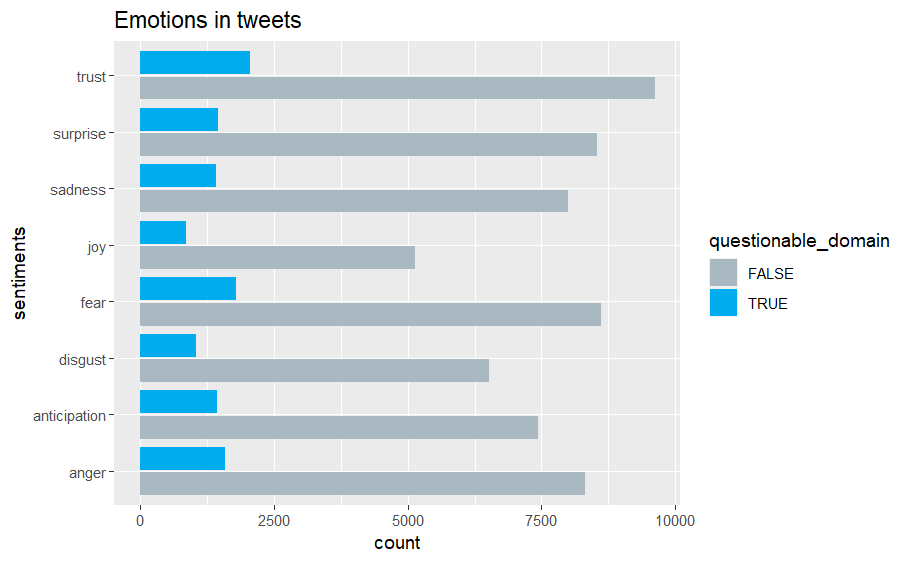 Emotions in tweets
sentiments
trust
surprise
sadness
joy
fear
disgust
anticipation
anger
0 2500 5000 7500 10000
count
questionable_domain
FALSE
TRUE